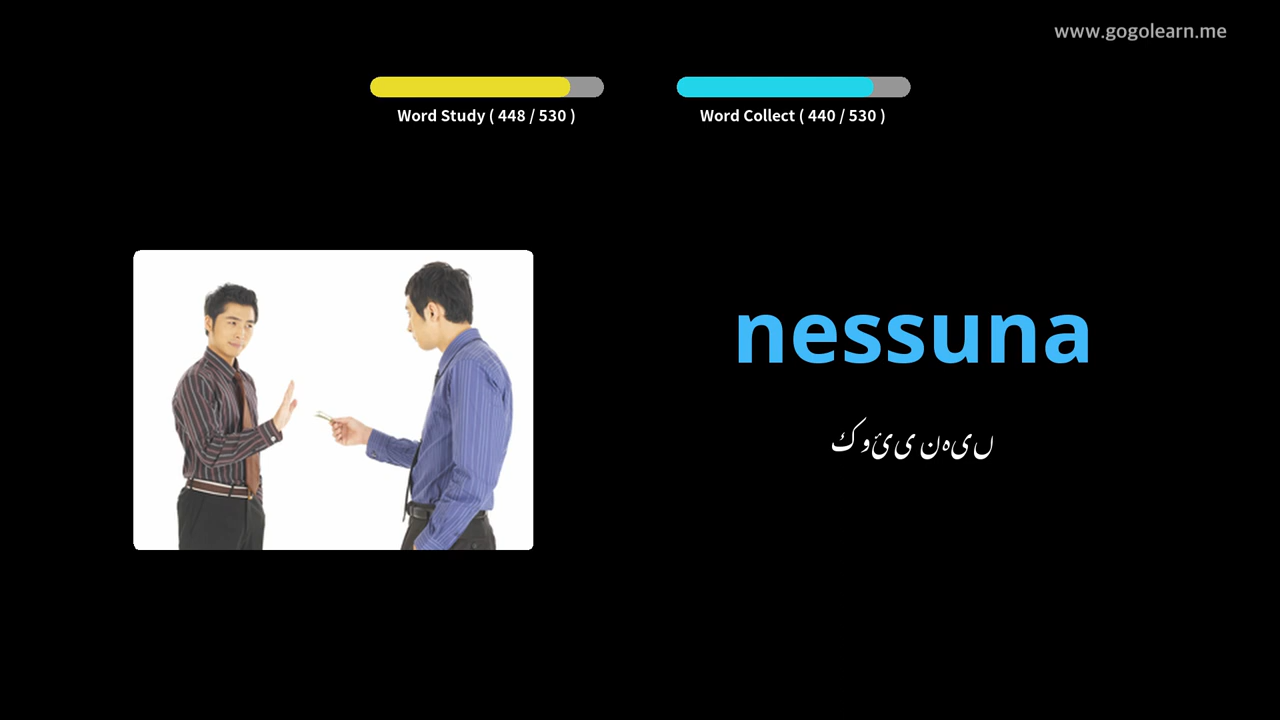 www.gogolearn.me
Word Study ( 448 / 530 )
Word Collect ( 440 / 530 )
nessuna
کوئی نہیں